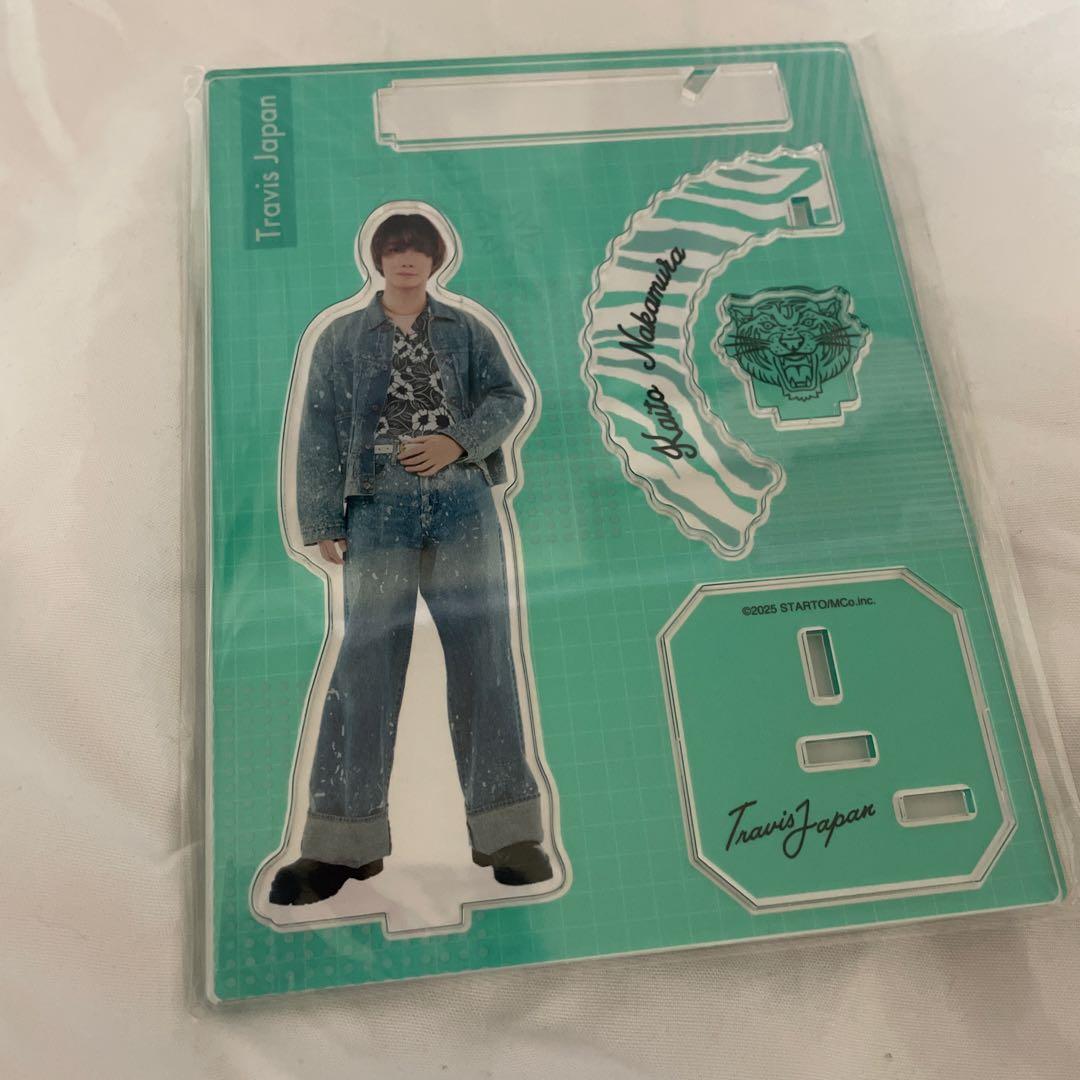 Travis Japan
Kaito Nakamura
©2025 STARTO/MCo.inc.
Travis Japan